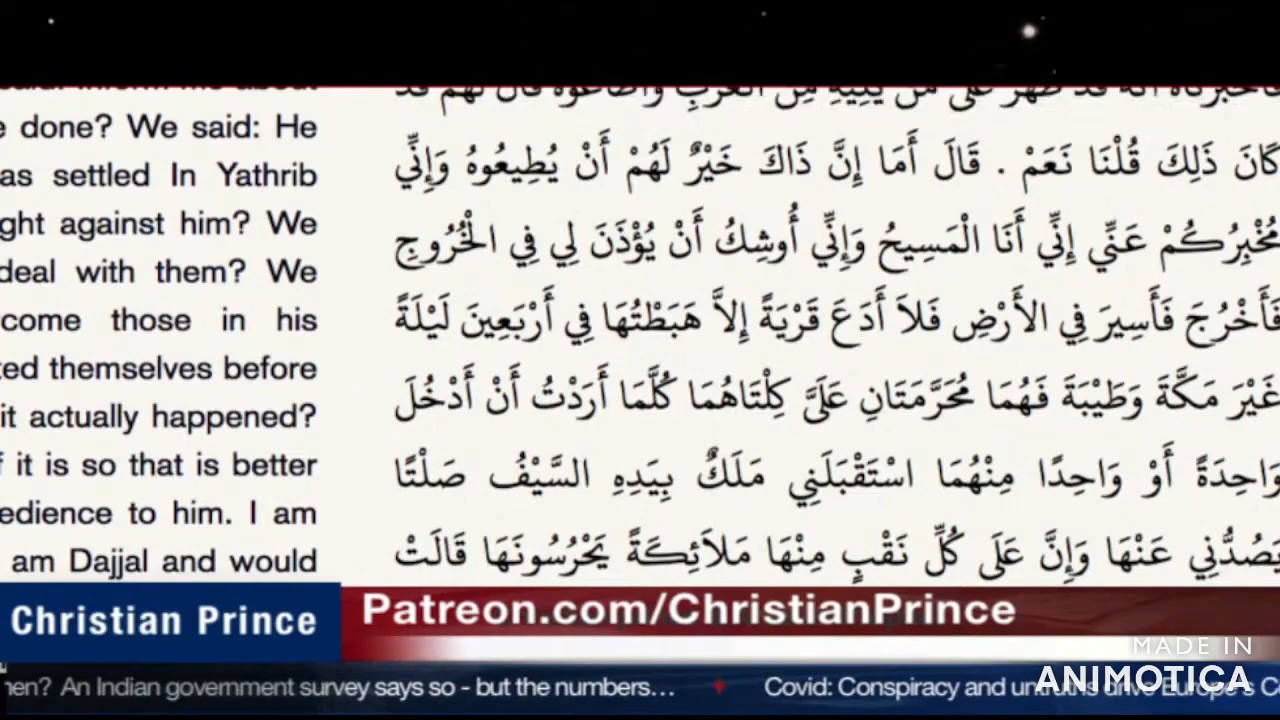 e done? We said: He
as settled In Yathrib
ght against him? We
deal with them? We
come those in his
ted themselves before
it actually happened?
f it is so that is better
edience to him. I am
am Dajjal and would
كَانَ ذَلِكَ قُلْنَا نَعَمْ . قَالَ أَمَا إِنَّ ذَاكَ خَيْرٌ لَهُمْ أَنْ يُطِيعُوهُ وَإِنِّي
مُخْبِرُكُمْ عَنِّي إِنِّي أَنَا الْمَسِيحُ وَإِنِّي أُوشِكُ أَنْ يُؤْذَنَ لِي فِي الْخُرُوجِ
فَأَخْرُجَ فَأَسِيرَ فِي الأَرْضِ فَلاَ أَدَعَ قَرْيَةً إِلاَّ هَبَطْتُهَا فِي أَرْبَعِينَ لَيْلَةً
غَيْرَ مَكَّةَ وَطَيْبَةَ فَهُمَا مُحَرَّمَتَانِ عَلَىَّ كِلْتَاهُمَا كُلَّمَا أَرَدْتُ أَنْ أَدْخُلَ
وَاحِدَةً أَوْ وَاحِدًا مِنْهُمَا اسْتَقْبَلَنِي مَلَكٌ بِيَدِهِ السَّيْفُ صَلْتًا
يَصُدُّنِي عَنْهَا وَإِنَّ عَلَى كُلِّ نَقْبٍ مِنْهَا مَلاَئِكَةً يَحْرُسُونَهَا قَالَتْ
Christian Prince
Patreon.com/ChristianPrince
MADE IN
ANIMOTICA
en? An Indian government survey says so - but the numbers… Covid: Conspiracy and